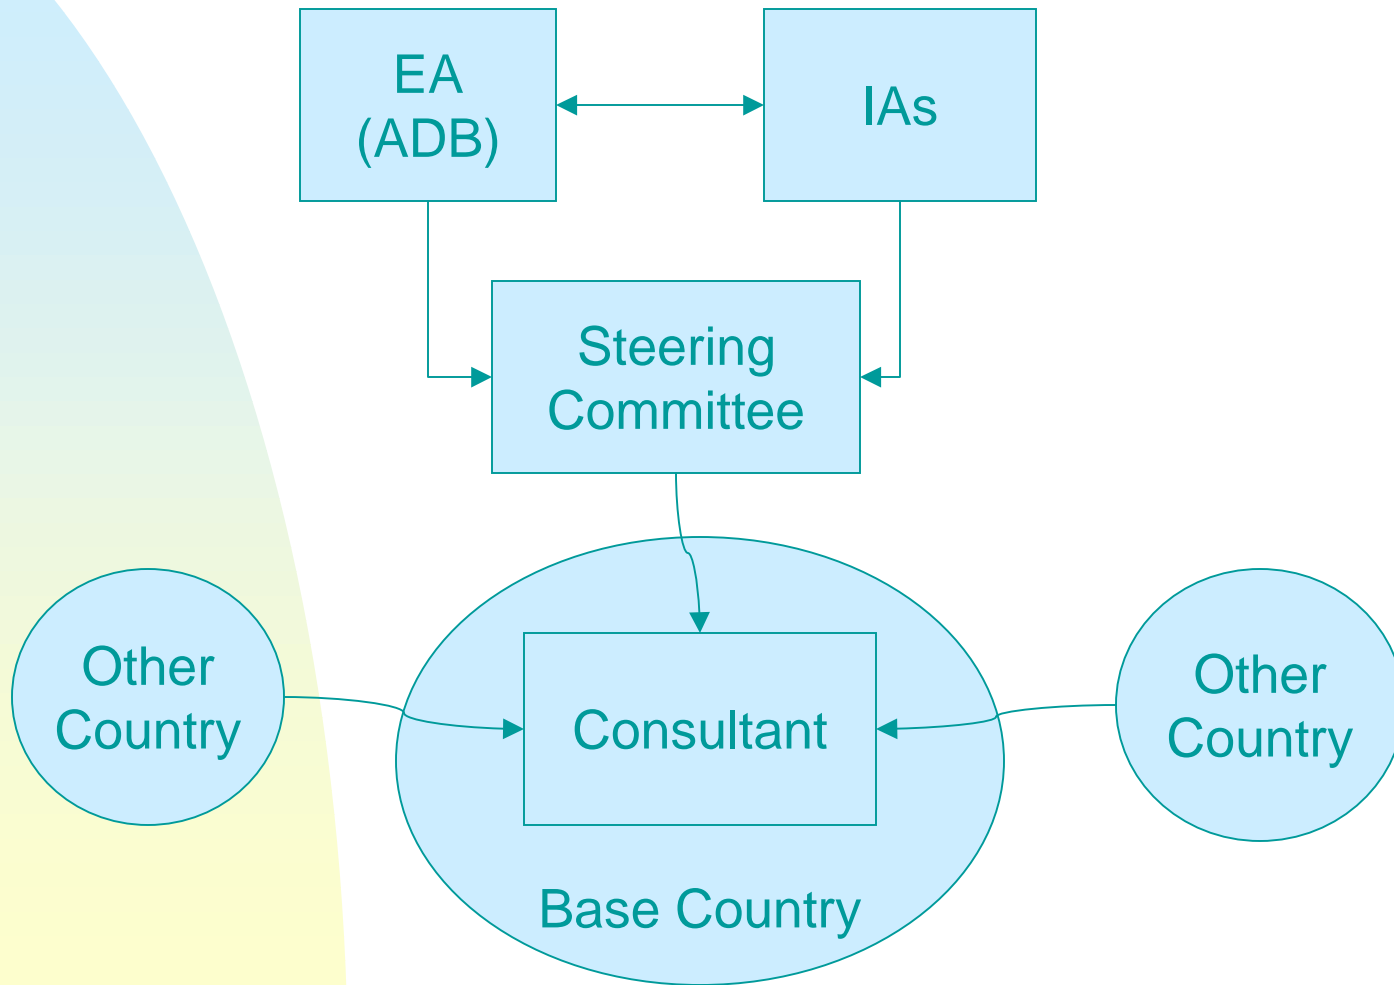 EA
(ADB)
IAs
Steering
Committee
Other
Country
Consultant
Other
Country
Base Country